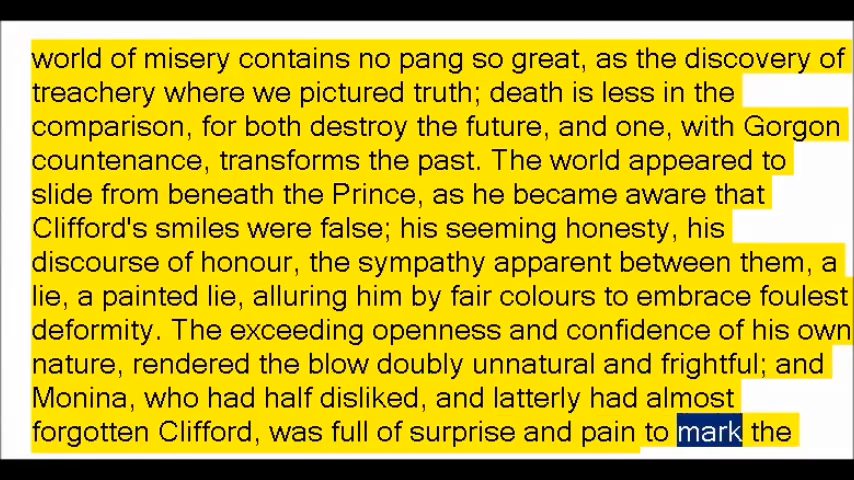 world of misery contains no pang so great, as the discovery of
treachery where we pictured truth; death is less in the
comparison, for both destroy the future, and one, with Gorgon
countenance, transforms the past. The world appeared to
slide from beneath the Prince, as he became aware that
Clifford's smiles were false; his seeming honesty, his
discourse of honour, the sympathy apparent between them, a
lie, a painted lie, alluring him by fair colours to embrace foulest
deformity. The exceeding openness and confidence of his own
nature, rendered the blow doubly unnatural and frightful; and
Monina, who had half disliked, and latterly had almost
forgotten Clifford, was full of surprise and pain to mark the